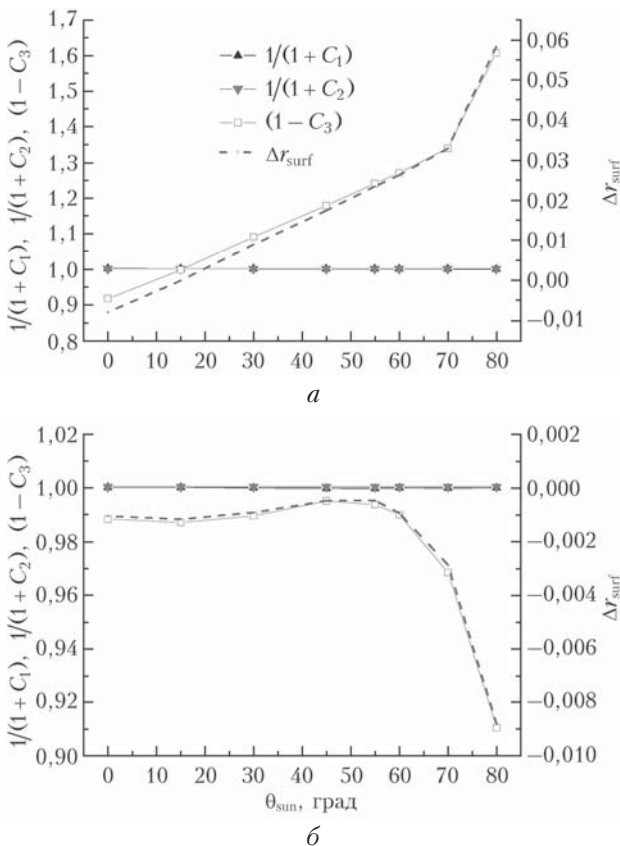 1/(1 + C₁), 1/(1 + C₂), (1 − C₃)
1,7
1,6
1,5
1,4
1,3
1,2
1,1
1,0
0,9
0,8
1/(1 + C₁)
1/(1 + C₂)
(1 − C₃)
Δr_surf
0,06
0,05
0,04
0,03
0,02
0,01
0,00
−0,01
Δr_surf
0 10 20 30 40 50 60 70 80
а
1/(1 + C₁), 1/(1 + C₂), (1 − C₃)
1,02
1,00
0,98
0,96
0,94
0,92
0,90
0,002
0,000
−0,002
−0,004
−0,006
−0,008
−0,010
Δr_surf
0 10 20 30 40 50 60 70 80
θ_sun, град
б